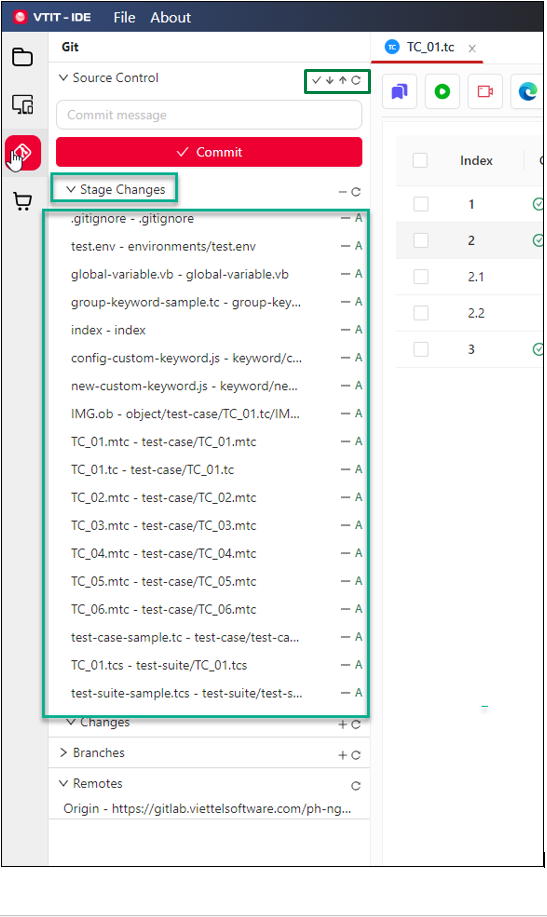 VTIT - IDE File About
Git
TC_01.tc
Source Control
Commit message
Commit
Stage Changes
.gitignore - .gitignore A
test.env - environments/test.env A
global-variable.vb - global-variable.vb A
group-keyword-sample.tc - group-key... A
index - index A
config-custom-keyword.js - keyword/c... A
new-custom-keyword.js - keyword/ne... A
IMG.ob - object/test-case/TC_01.tc/IM... A
TC_01.mtc - test-case/TC_01.mtc A
TC_01.tc - test-case/TC_01.tc A
TC_02.mtc - test-case/TC_02.mtc A
TC_03.mtc - test-case/TC_03.mtc A
TC_04.mtc - test-case/TC_04.mtc A
TC_05.mtc - test-case/TC_05.mtc A
TC_06.mtc - test-case/TC_06.mtc A
test-case-sample.tc - test-case/test-ca... A
TC_01.tcs - test-suite/TC_01.tcs A
test-suite-sample.tcs - test-suite/test-s... A
Changes
Branches
Remotes
Origin - https://gitlab.viettelsoftware.com/ph-ng...
TC
Index
1
2
2.1
2.2
3